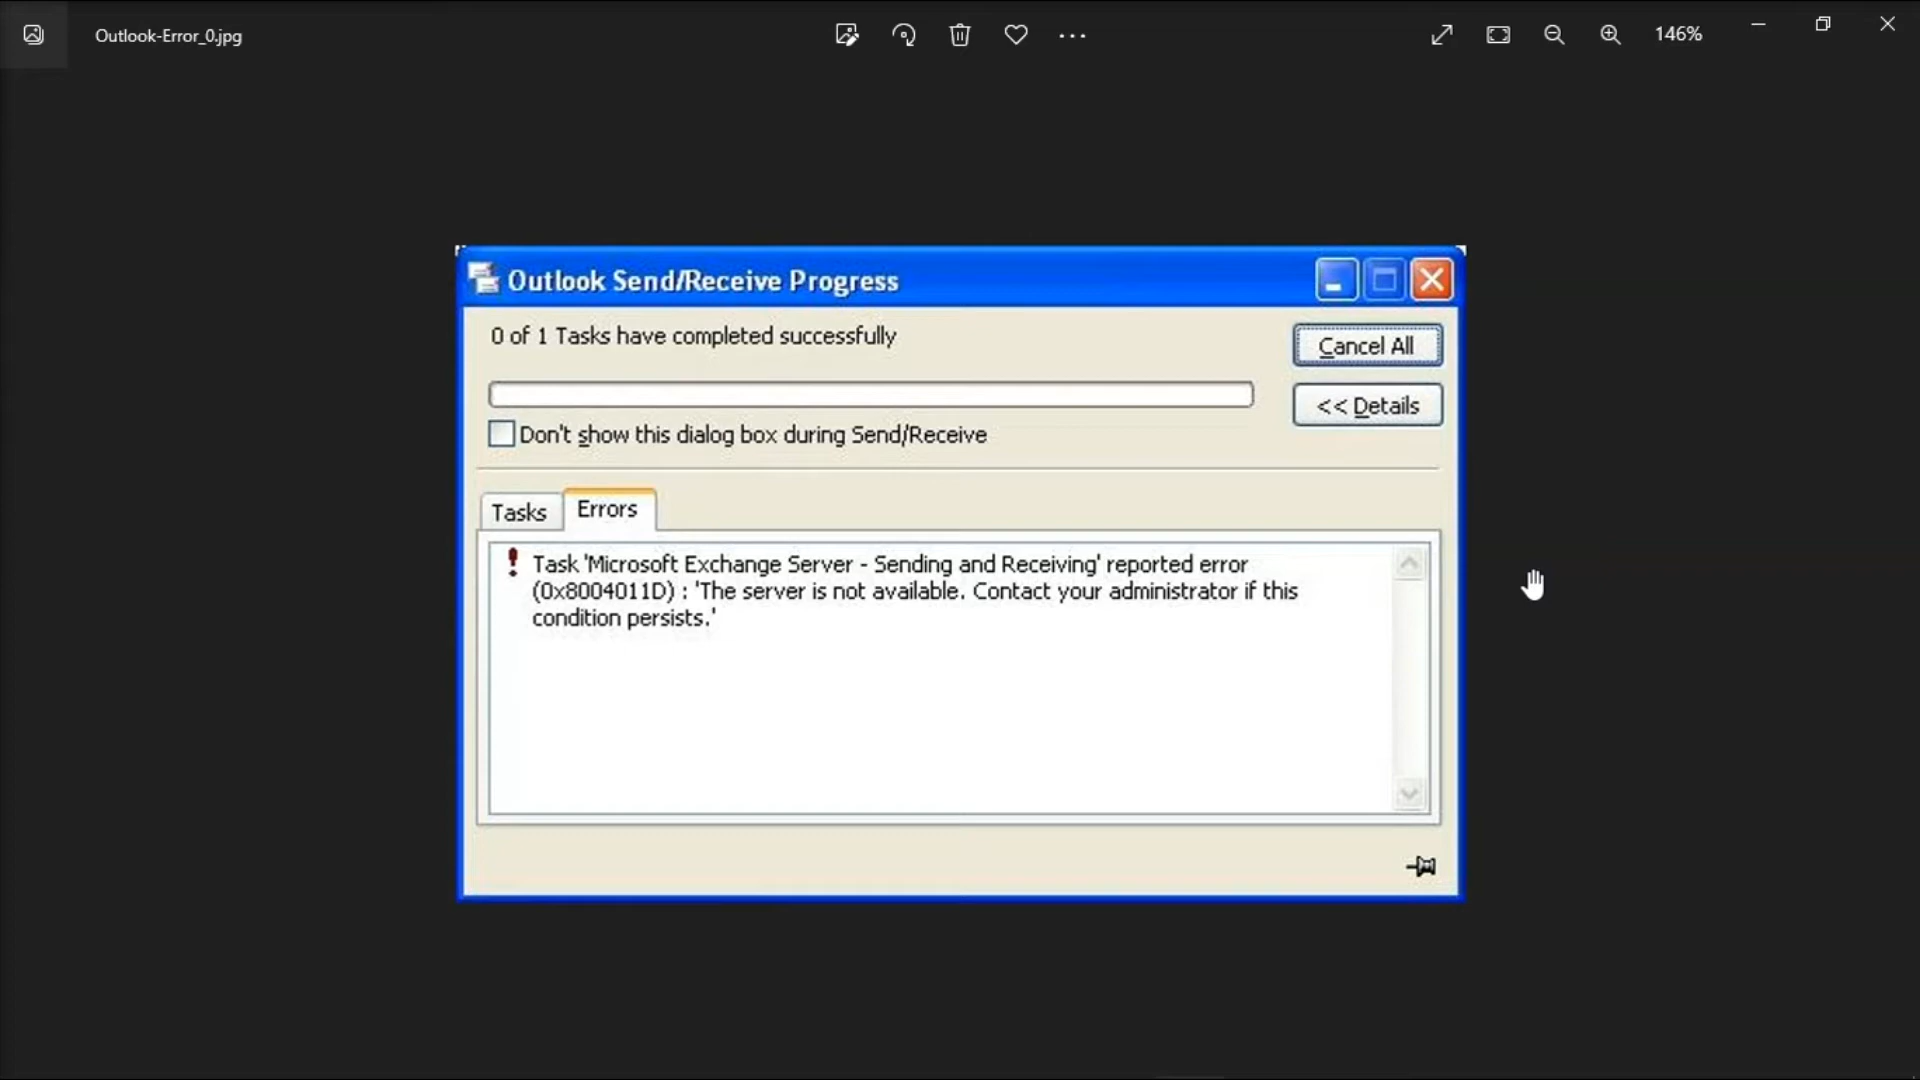 Outlook-Error_0.jpg
146%
Outlook Send/Receive Progress
0 of 1 Tasks have completed successfully
Cancel All
<< Details
Don't show this dialog box during Send/Receive
Tasks
Errors
Task 'Microsoft Exchange Server - Sending and Receiving' reported error
(0x8004011D) : 'The server is not available. Contact your administrator if this
condition persists.'